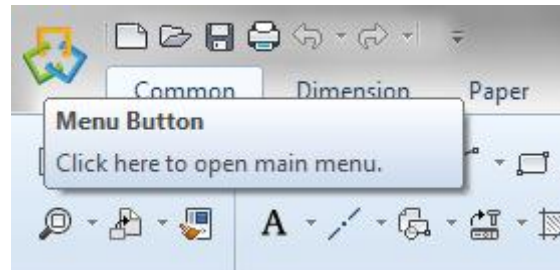 Common Dimension Paper
Menu Button
Click here to open main menu.
A